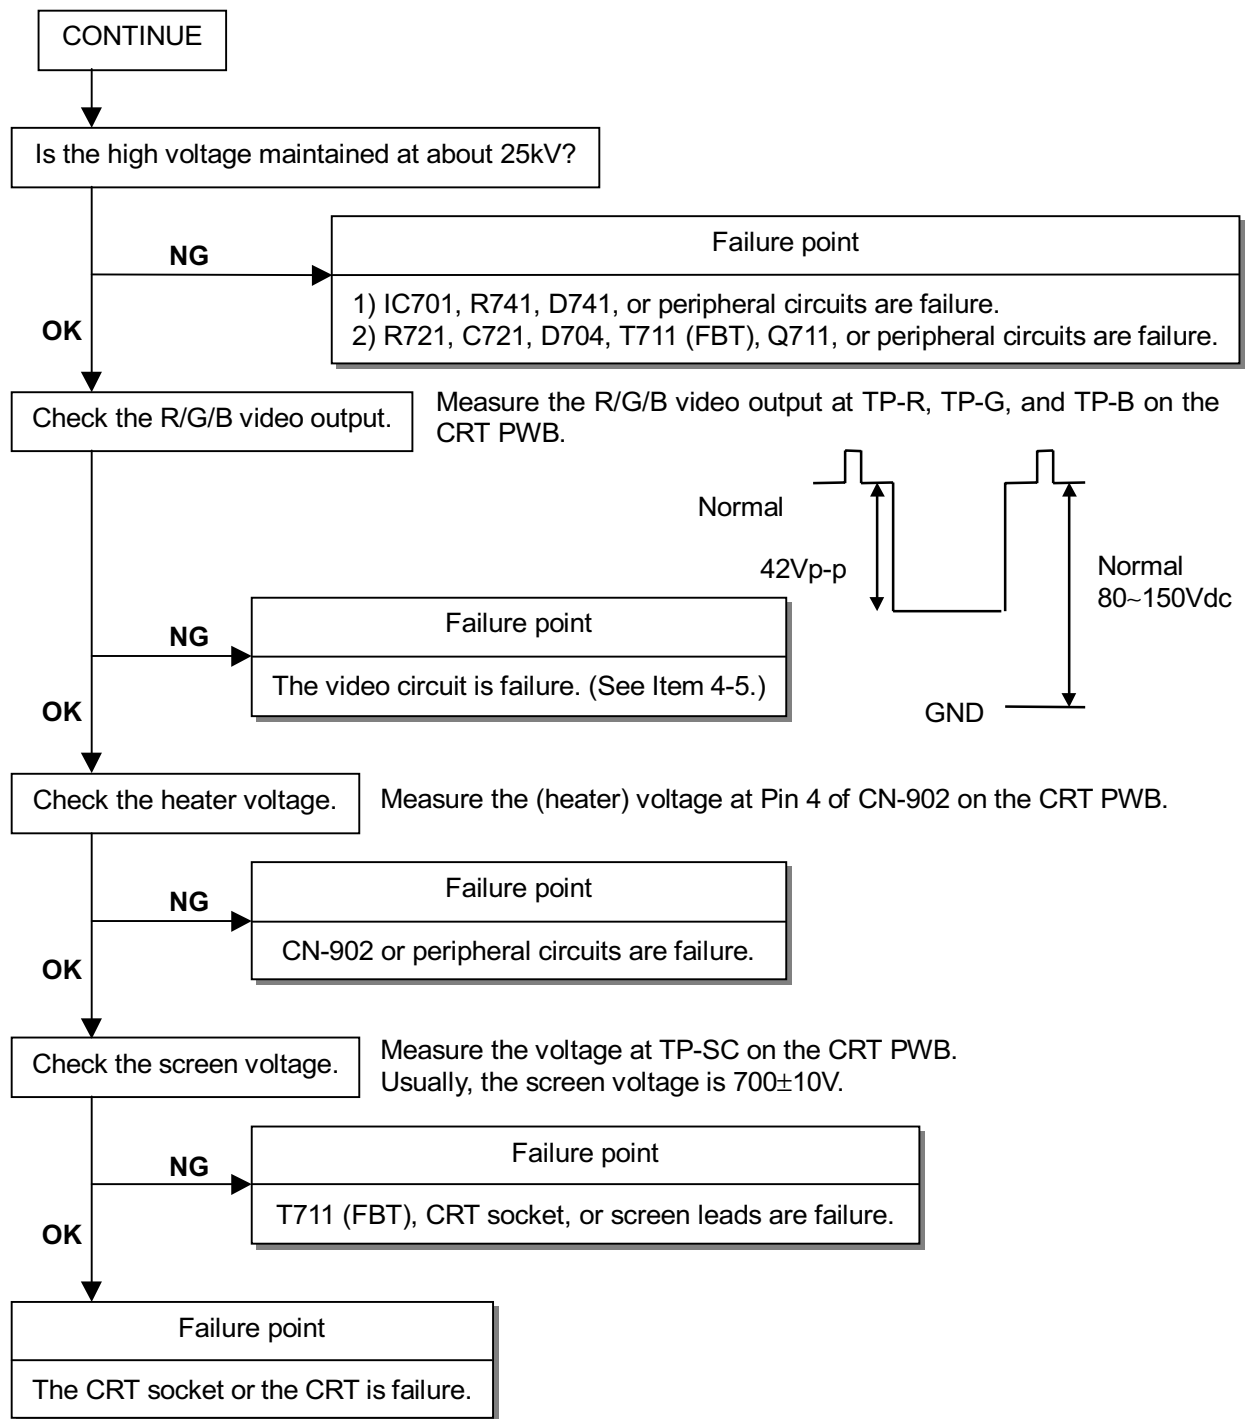 CONTINUE
Is the high voltage maintained at about 25kV?
NG
Failure point
1) IC701, R741, D741, or peripheral circuits are failure.
2) R721, C721, D704, T711 (FBT), Q711, or peripheral circuits are failure.
OK
Check the R/G/B video output.
Measure the R/G/B video output at TP-R, TP-G, and TP-B on the
CRT PWB.
Normal
42Vp-p
Normal
80~150Vdc
GND
NG
Failure point
The video circuit is failure. (See Item 4-5.)
OK
Check the heater voltage.
Measure the (heater) voltage at Pin 4 of CN-902 on the CRT PWB.
NG
Failure point
CN-902 or peripheral circuits are failure.
OK
Check the screen voltage.
Measure the voltage at TP-SC on the CRT PWB.
Usually, the screen voltage is 700±10V.
NG
Failure point
T711 (FBT), CRT socket, or screen leads are failure.
OK
Failure point
The CRT socket or the CRT is failure.